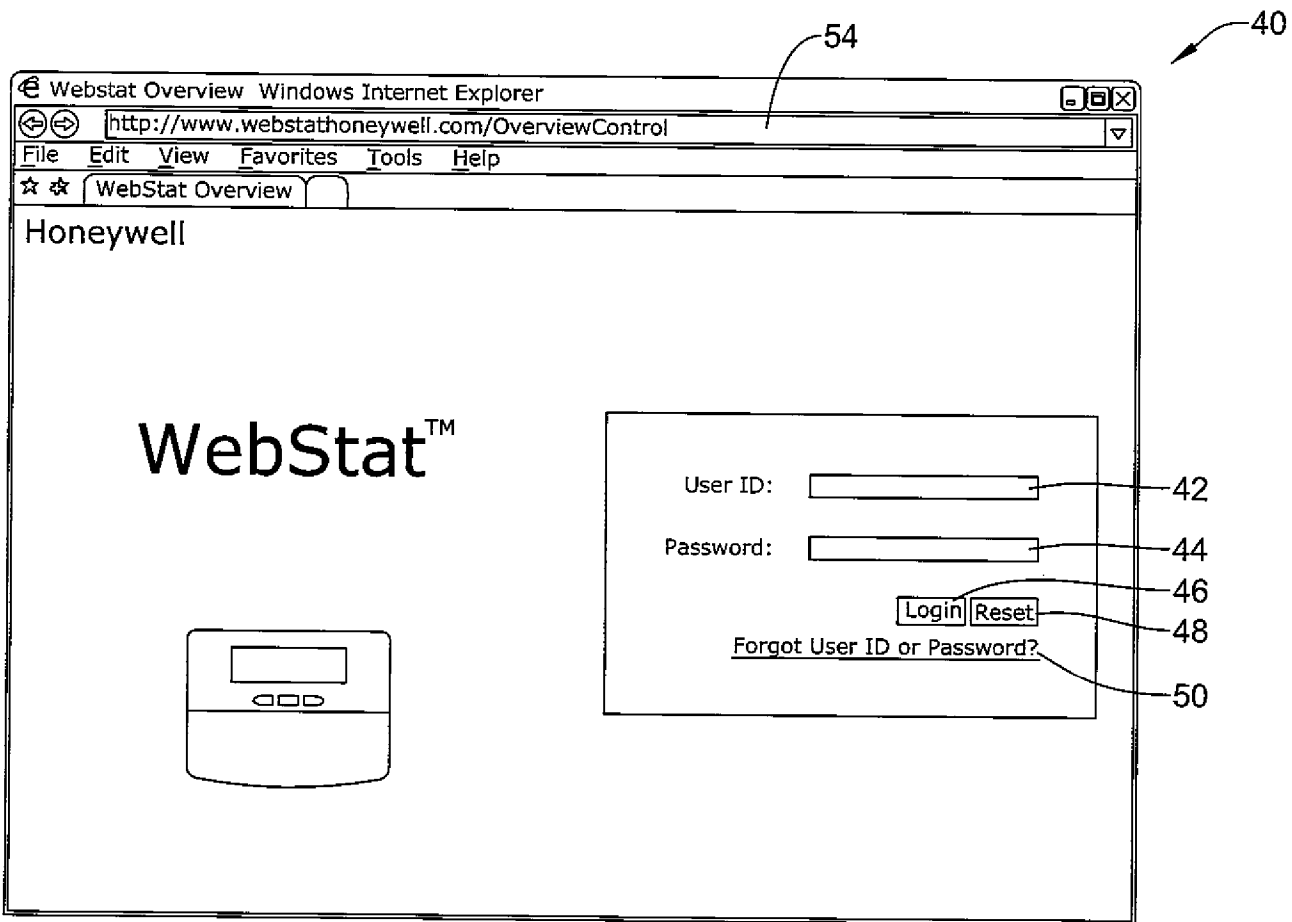 40
54
Webstat Overview Windows Internet Explorer
http://www.webstathoneywell.com/OverviewControl
File Edit View Favorites Tools Help
WebStat Overview
Honeywell
WebStat™
User ID:
42
Password:
44
46
Login Reset
48
Forgot User ID or Password?
50